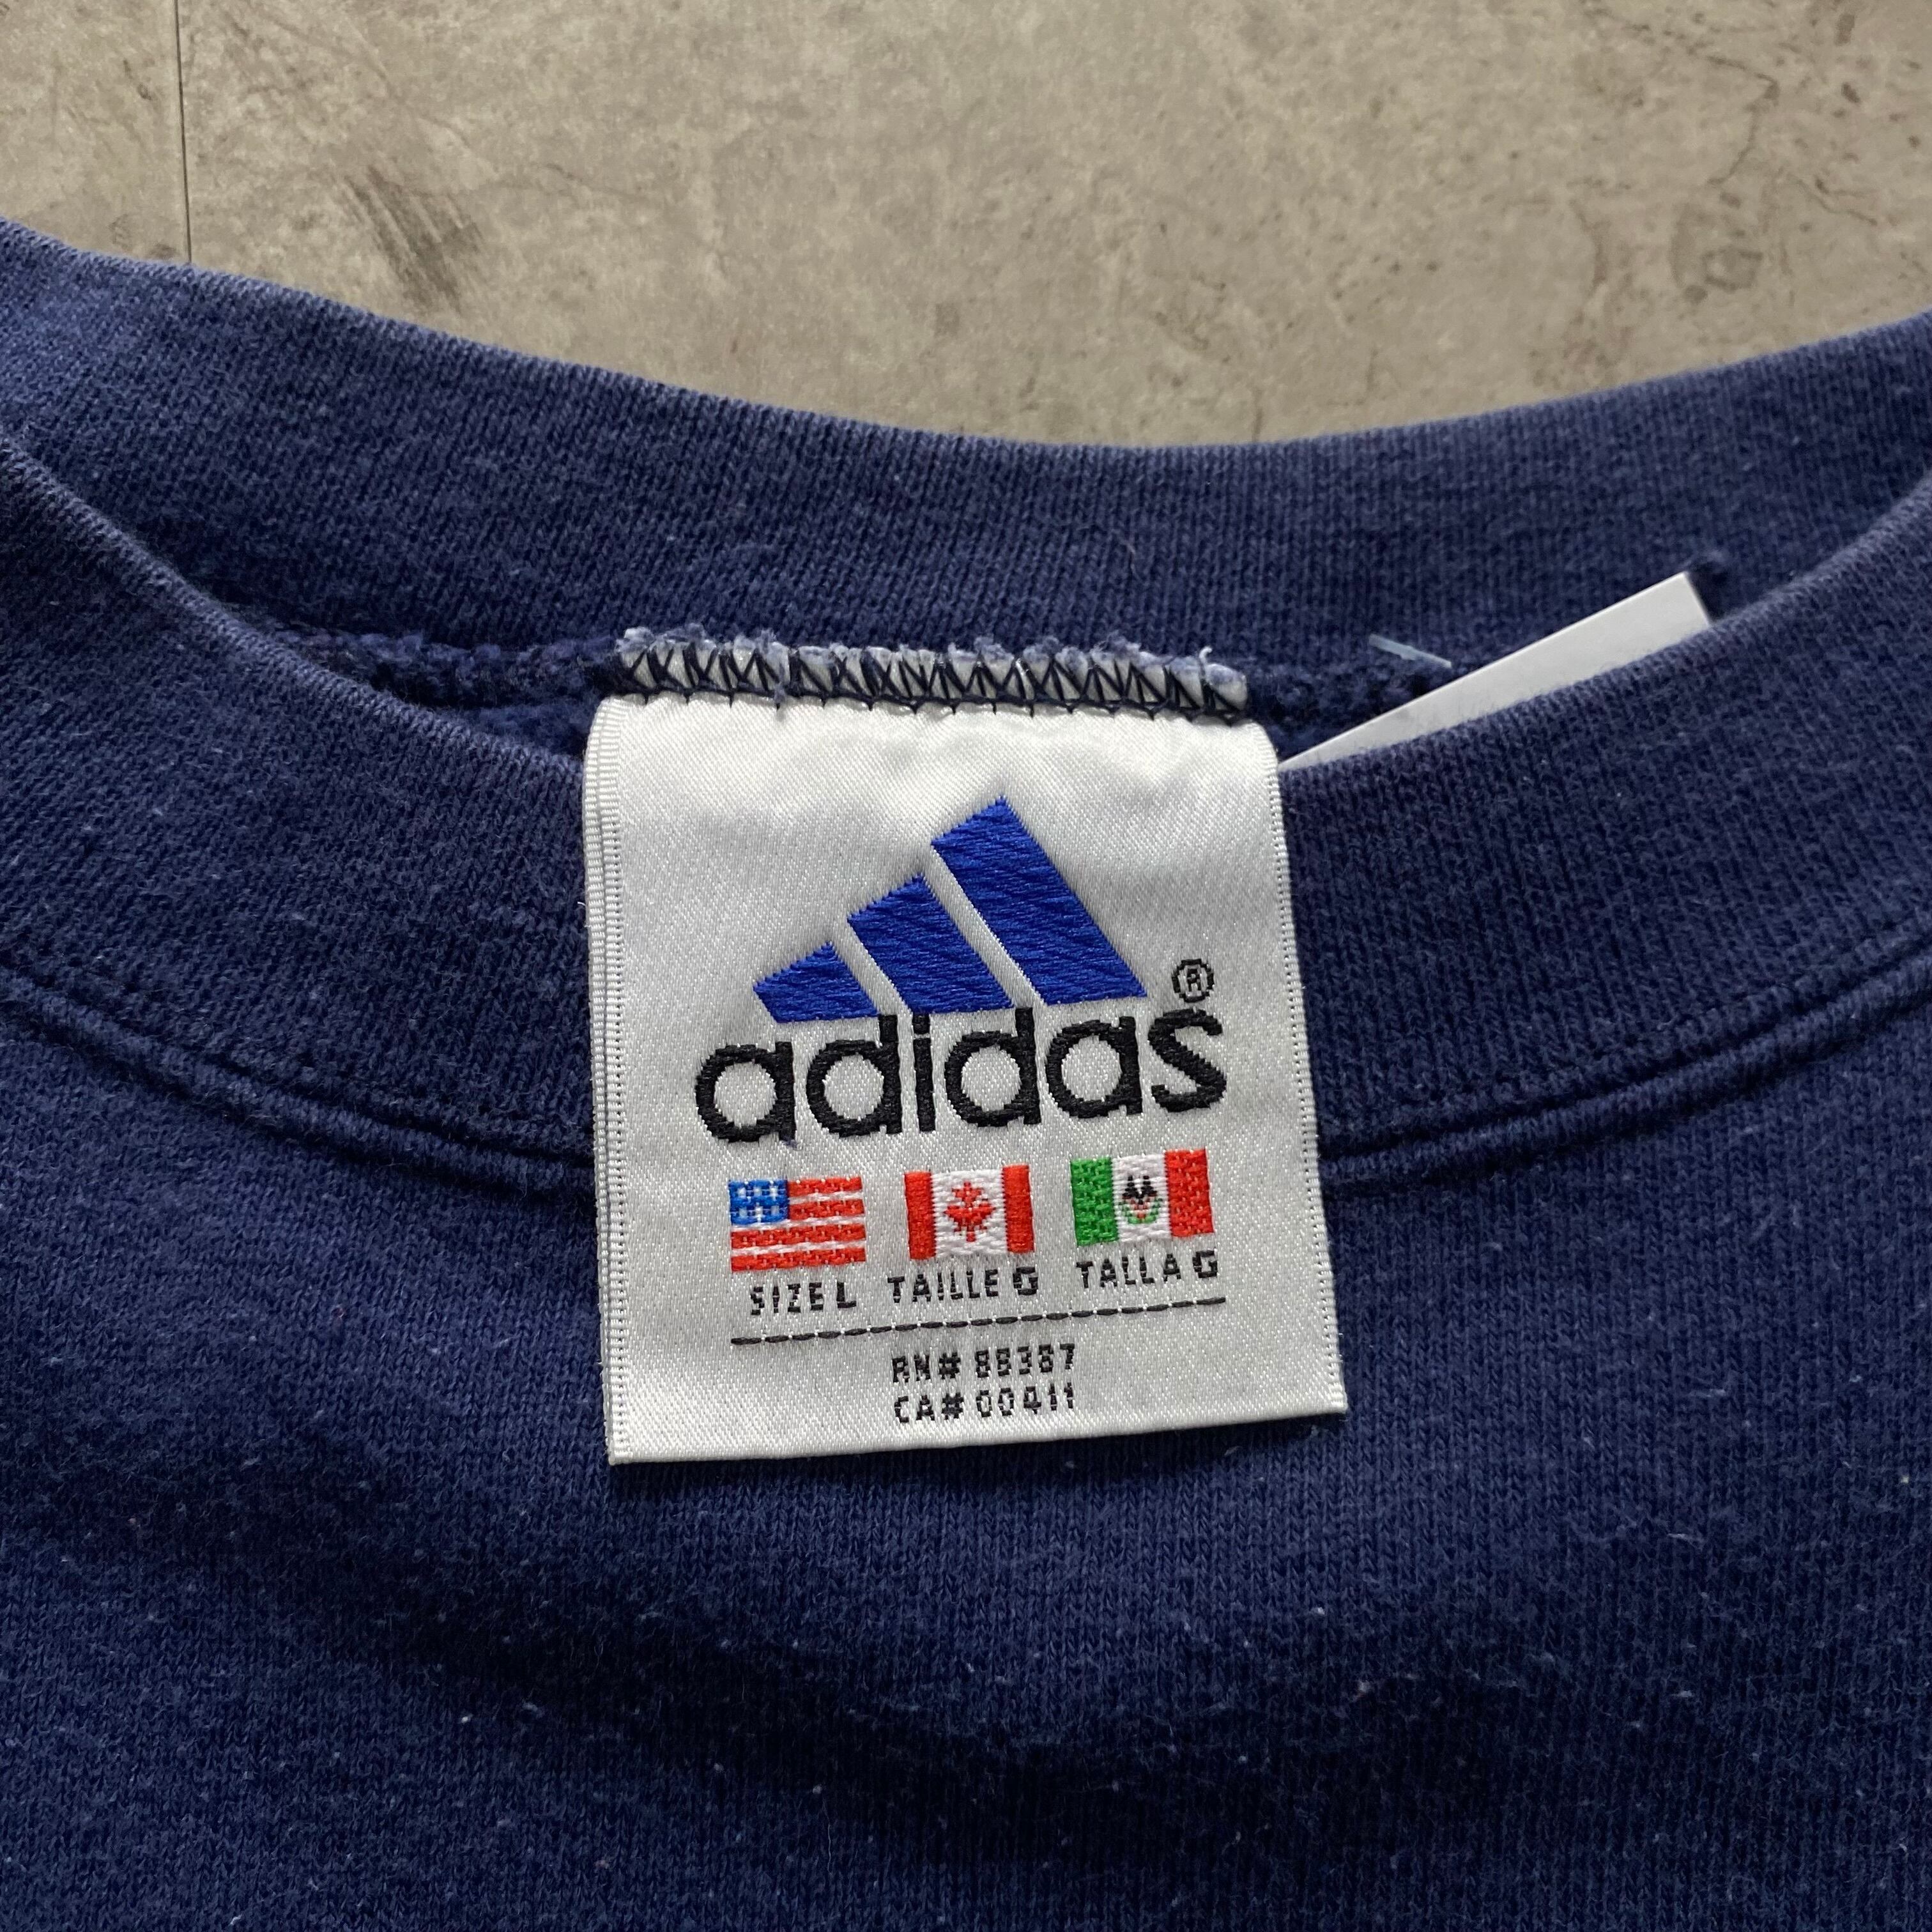 adidas®
SIZE L TAILLE G TALLA G
RN# 88387
CA# 00411